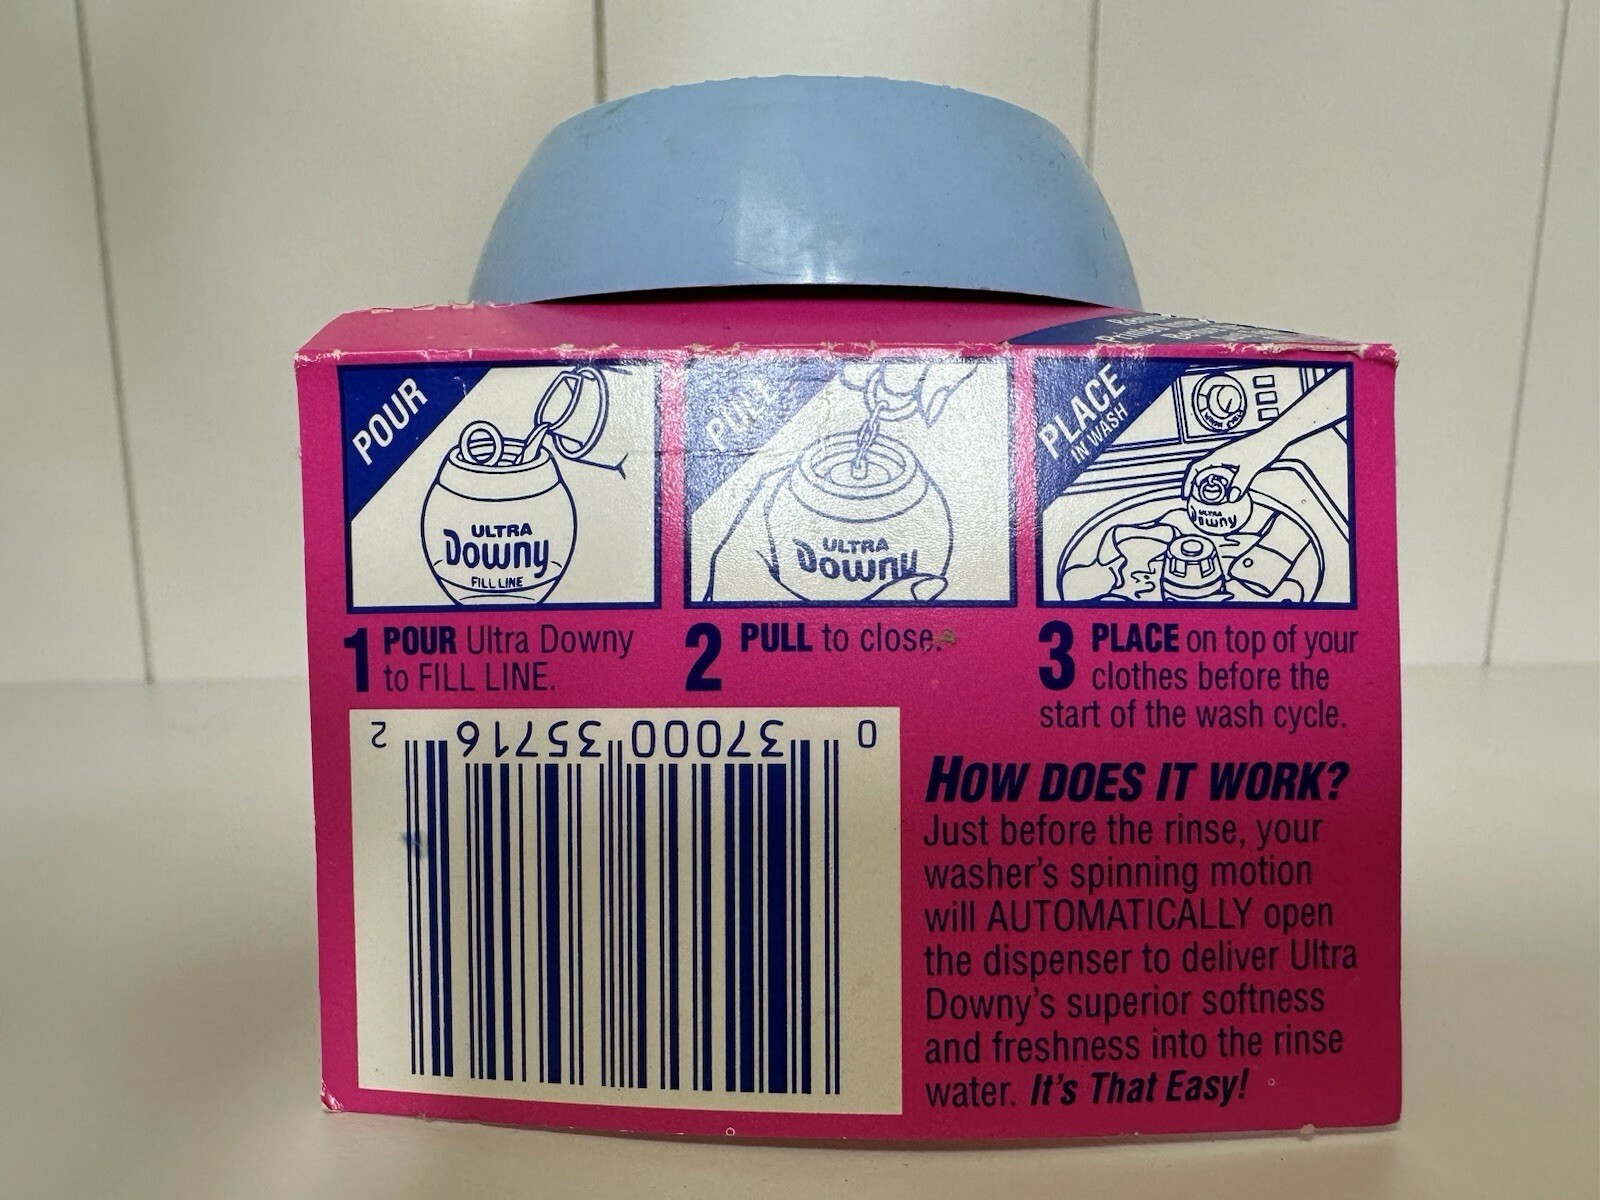 POUR
ULTRA
Downy
FILL LINE
PULL
ULTRA
Downy
PLACE
IN WASH
ULTRA
Downy
1 POUR Ultra Downy
to FILL LINE.
2 PULL to close.
3 PLACE on top of your
clothes before the
start of the wash cycle.
0 37000 35716 2
HOW DOES IT WORK?
Just before the rinse, your
washer's spinning motion
will AUTOMATICALLY open
the dispenser to deliver Ultra
Downy's superior softness
and freshness into the rinse
water. It's That Easy!